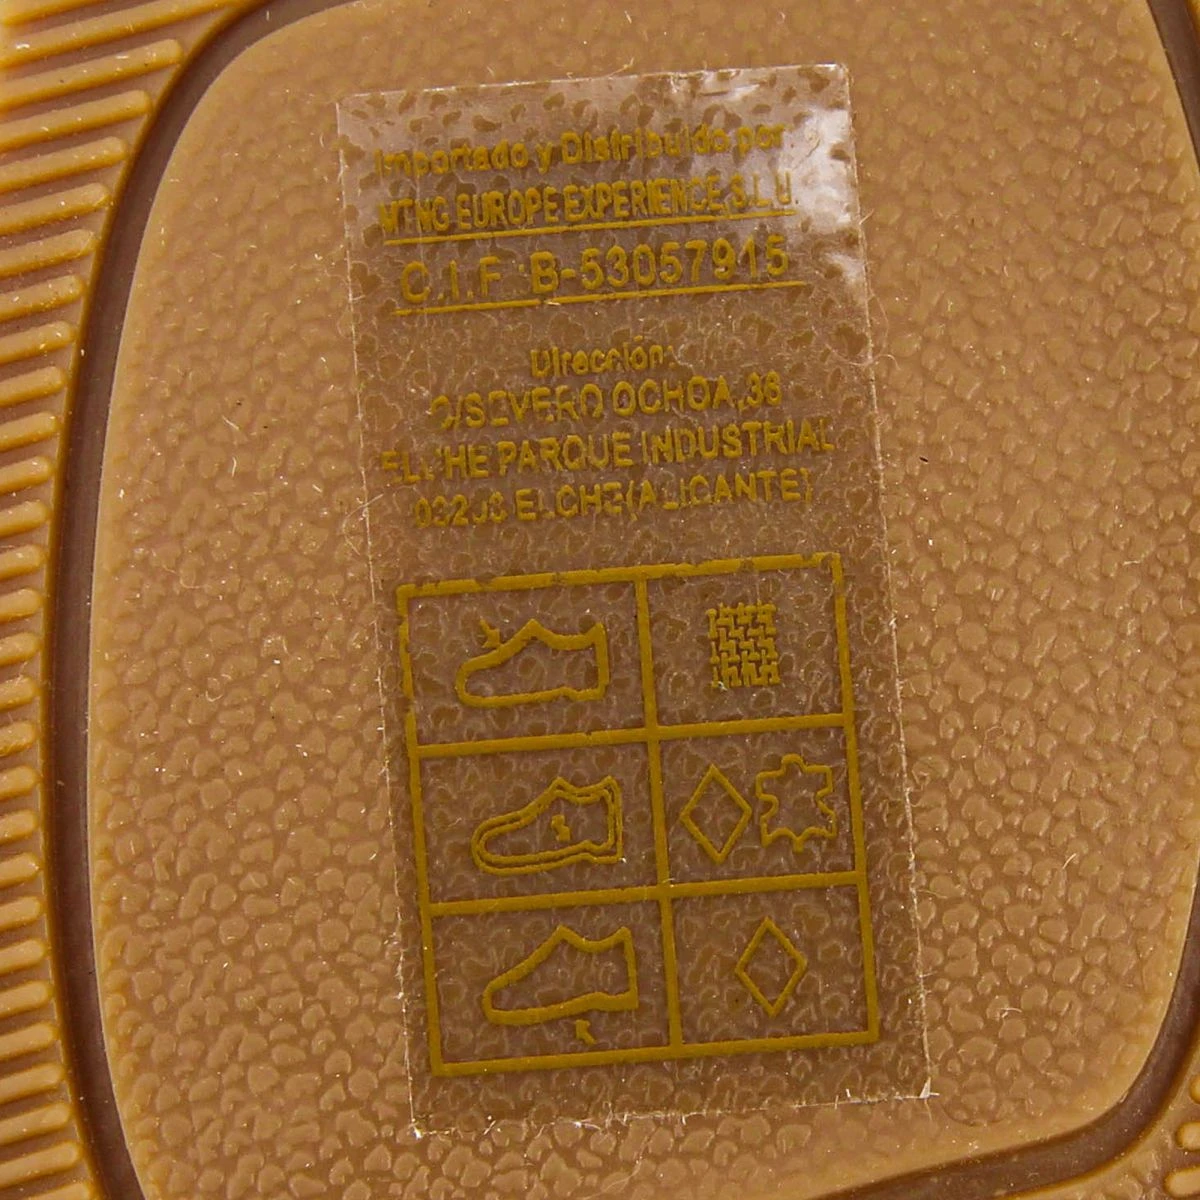 Importado y Distribuido por
MTNG EUROPE EXPERIENCE,S.L.U.
C.I.F B-53057915
Dirección:
C/SEVERO OCHOA,36
ELCHE PARQUE INDUSTRIAL
ELCHE(ALICANTE)